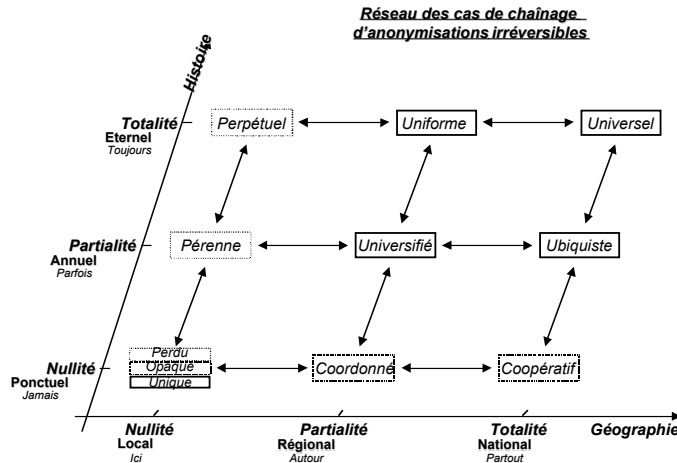 Réseau des cas de chaînage
d'anonymisations irréversibles
Histoire
Totalité
Eternel
Toujours
Perpétuel
Uniforme
Universel
Partialité
Annuel
Parfois
Pérenne
Universifié
Ubiquiste
Nullité
Ponctuel
Jamais
Perdu
Opaque
Unique
Coordonné
Coopératif
Nullité
Local
Ici
Partialité
Régional
Autour
Totalité
National
Partout
Géographie